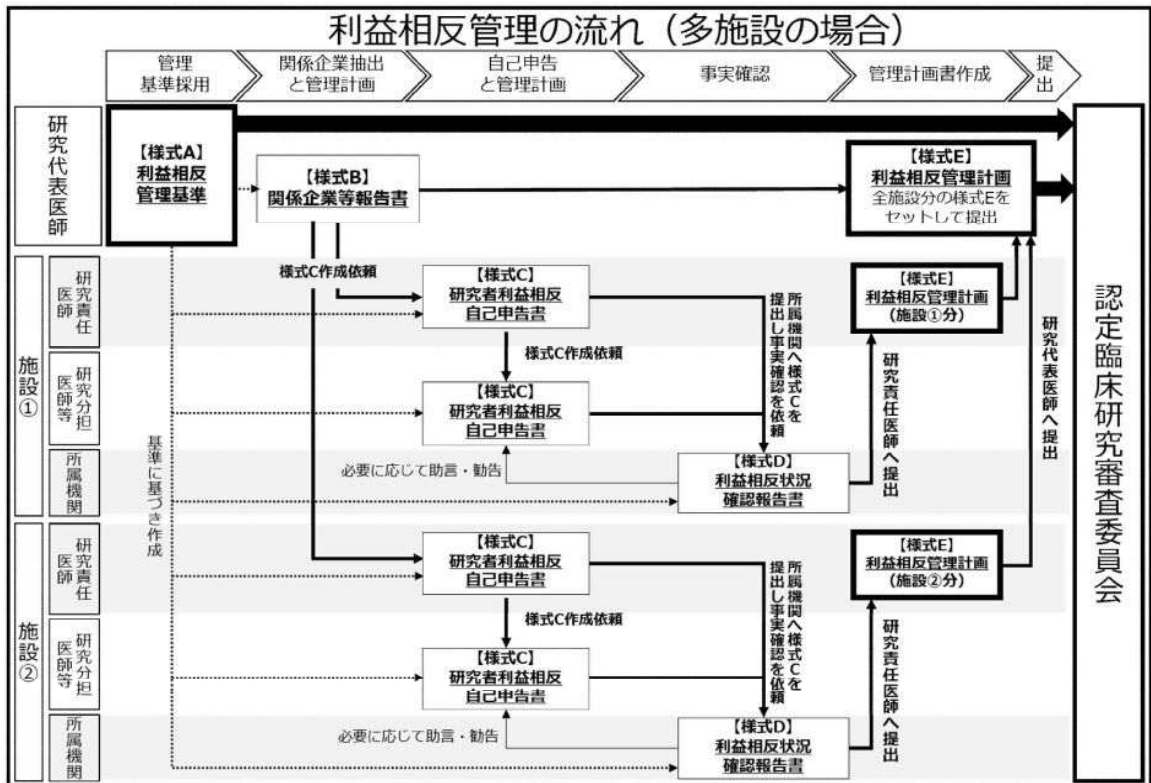 利益相反管理の流れ（多施設の場合）
管理
基準採用
関係企業抽出
と管理計画
自己申告
と管理計画
事実確認
管理計画書作成
提出
研究代表医師
【様式A】
利益相反
管理基準
【様式B】
関係企業等報告書
【様式E】
利益相反管理計画
全施設分の様式Eを
セットして提出
認定臨床研究審査委員会
様式C作成依頼
施設①
研究責任
医師
【様式C】
研究者利益相反
自己申告書
所属機関へ様式Cを
提出し事実確認を依頼
【様式E】
利益相反管理計画
（施設①分）
様式C作成依頼
研究分担
医師等
【様式C】
研究者利益相反
自己申告書
研究責任医師へ提出
研究代表医師へ提出
基準に基づき作成
所属機関
必要に応じて助言・勧告
【様式D】
利益相反状況
確認報告書
施設②
研究責任
医師
【様式C】
研究者利益相反
自己申告書
所属機関へ様式Cを
提出し事実確認を依頼
【様式E】
利益相反管理計画
（施設②分）
様式C作成依頼
研究分担
医師等
【様式C】
研究者利益相反
自己申告書
研究責任医師へ提出
所属機関
必要に応じて助言・勧告
【様式D】
利益相反状況
確認報告書